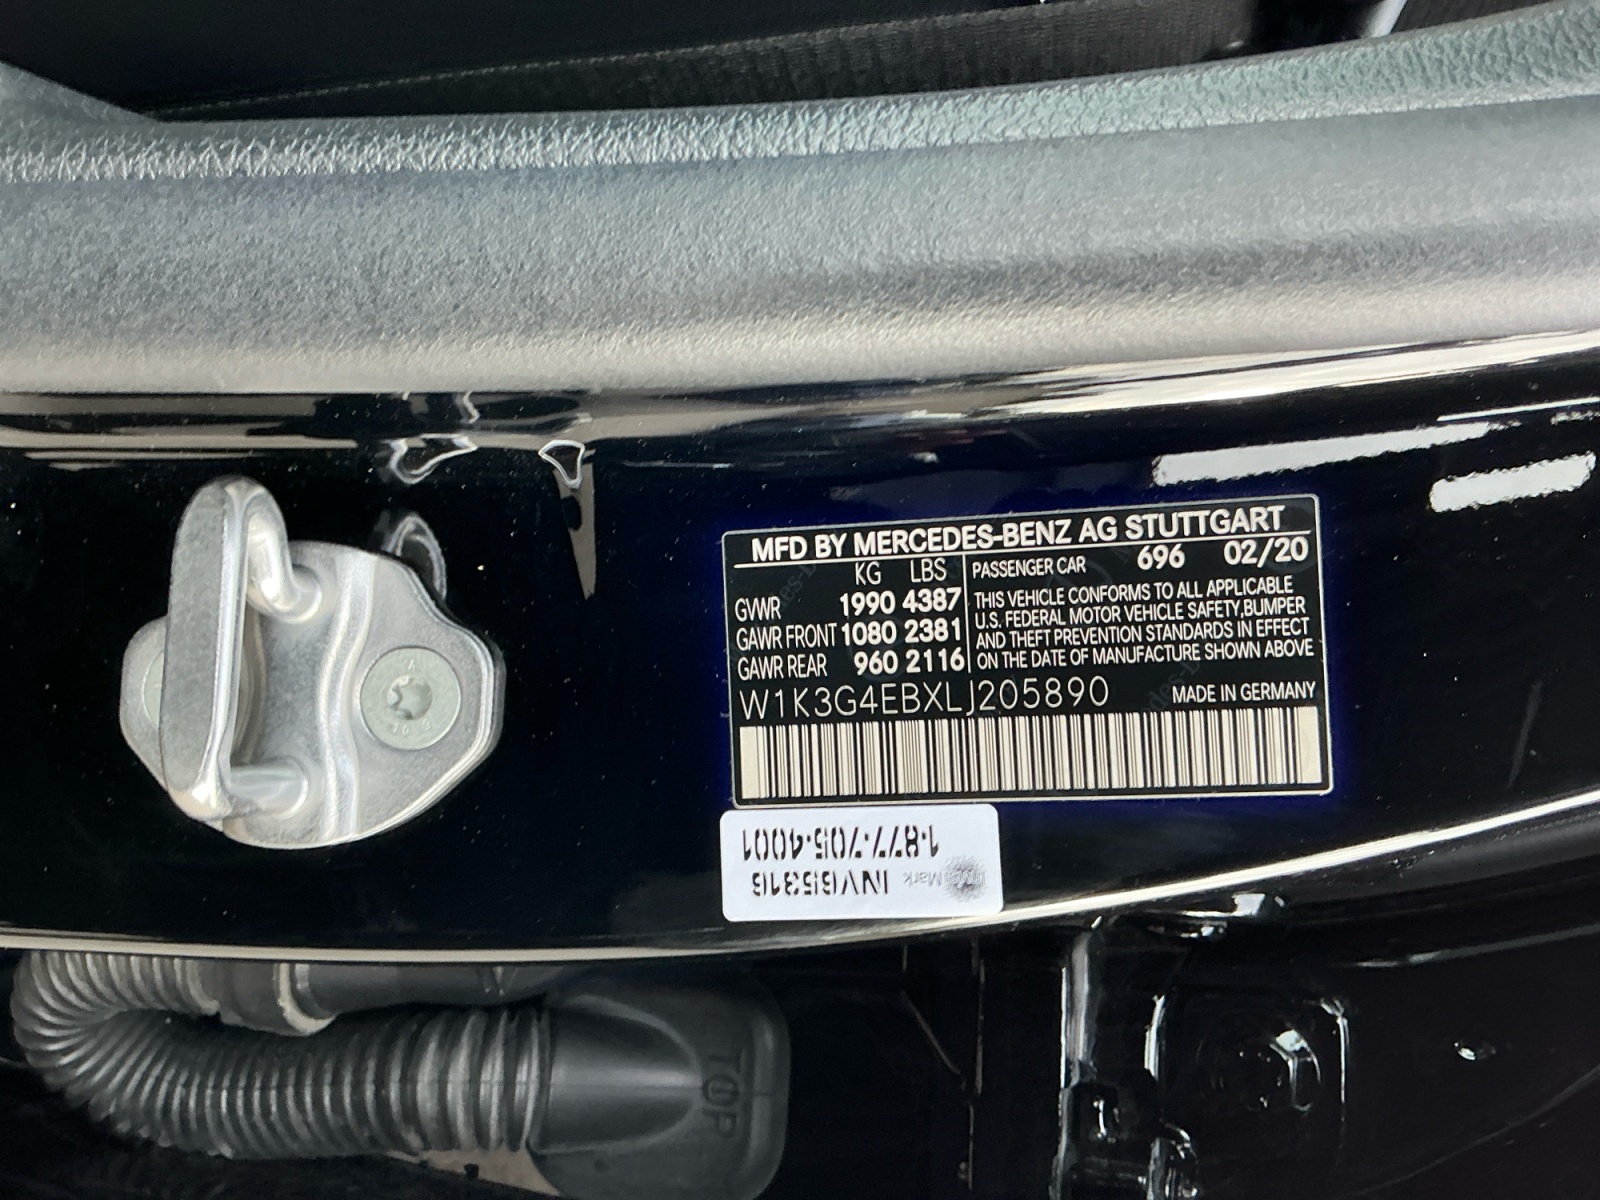 MFD BY MERCEDES-BENZ AG STUTTGART
KG LBS
GVWR 1990 4387
GAWR FRONT 1080 2381
GAWR REAR 960 2116
PASSENGER CAR 696 02/20
THIS VEHICLE CONFORMS TO ALL APPLICABLE
U.S. FEDERAL MOTOR VEHICLE SAFETY,BUMPER
AND THEFT PREVENTION STANDARDS IN EFFECT
ON THE DATE OF MANUFACTURE SHOWN ABOVE
W1K3G4EBXLJ205890
MADE IN GERMANY
Mark INV65316
1-877-705-4001
TOP